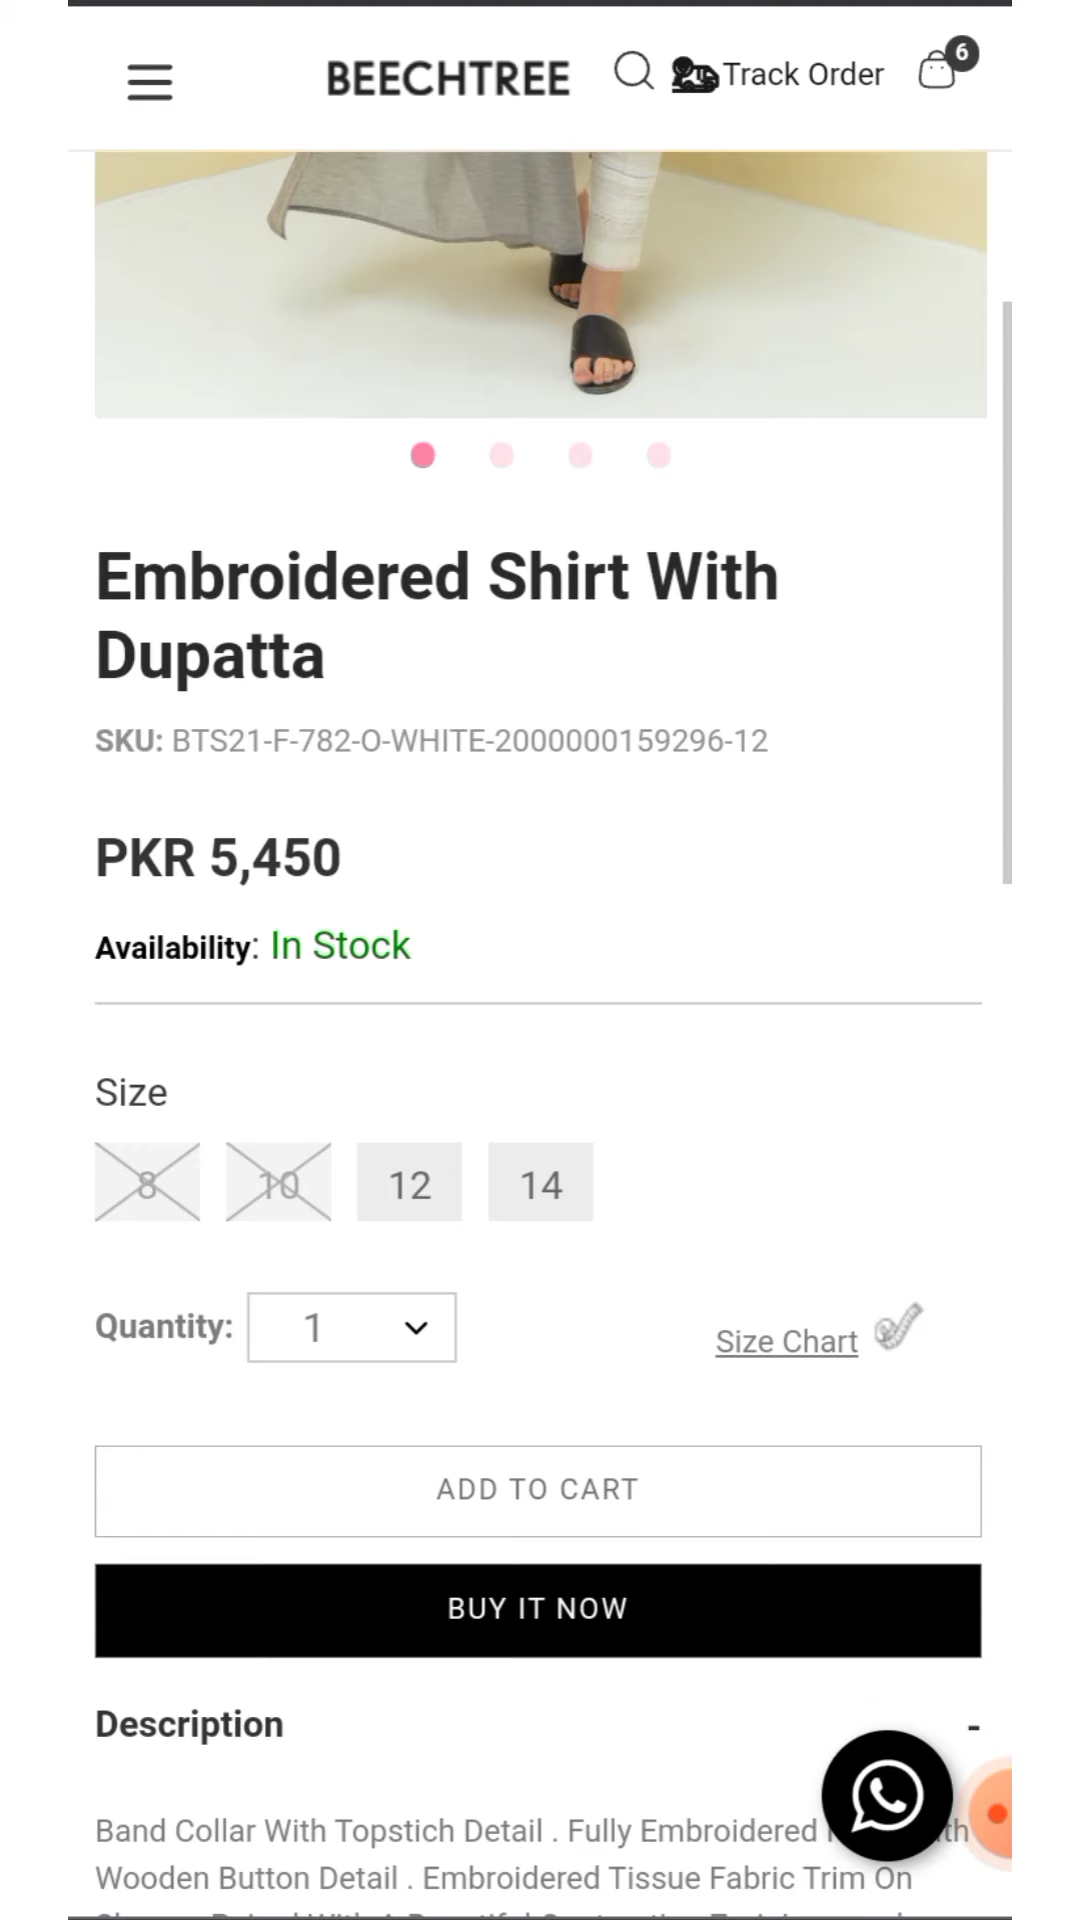 BEECHTREE
Track Order
6
Embroidered Shirt With
Dupatta
SKU: BTS21-F-782-O-WHITE-2000000159296-12
PKR 5,450
Availability: In Stock
Size
8 10 12 14
Quantity: 1
Size Chart
ADD TO CART
BUY IT NOW
Description -
Band Collar With Topstich Detail . Fully Embroidered
Wooden Button Detail . Embroidered Tissue Fabric Trim On